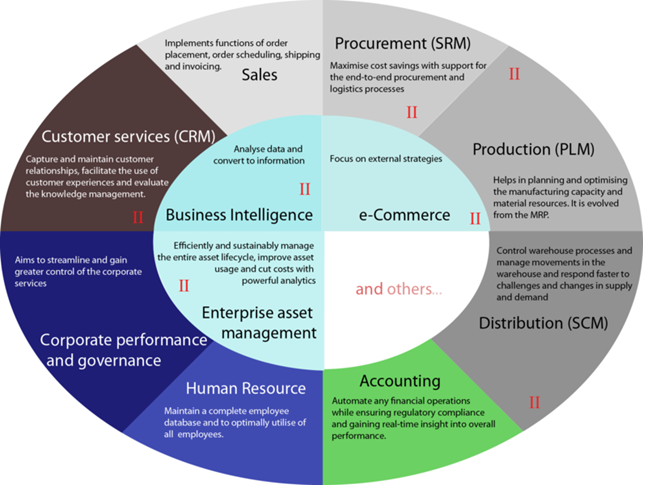 Implements functions of order
placement, order scheduling, shipping
and invoicing.
Sales
Procurement (SRM)
Maximise cost savings with support for
the end-to-end procurement and
logistics processes
II
II
Customer services (CRM)
Capture and maintain customer
relationships, facilitate the use of
customer experiences and evaluate
the knowledge management.
II
Analyse data and
convert to information
II
Business Intelligence
Focus on external strategies
e-Commerce
II
Production (PLM)
Helps in planning and optimising
the manufacturing capacity and
material resources. It is evolved
from the MRP.
Aims to streamline and gain
greater control of the corporate
services
Corporate performance
and governance
Efficiently and sustainably manage
the entire asset lifecycle, improve asset
usage and cut costs with
powerful analytics
II
Enterprise asset
management
and others...
Control warehouse processes and
manage movements in the
warehouse and respond faster to
challenges and changes in supply
and demand
Distribution (SCM)
II
Human Resource
Maintain a complete employee
database and to optimally utilise of
all employees.
Accounting
Automate any financial operations
while ensuring regulatory compliance
and gaining real-time insight into overall
performance.